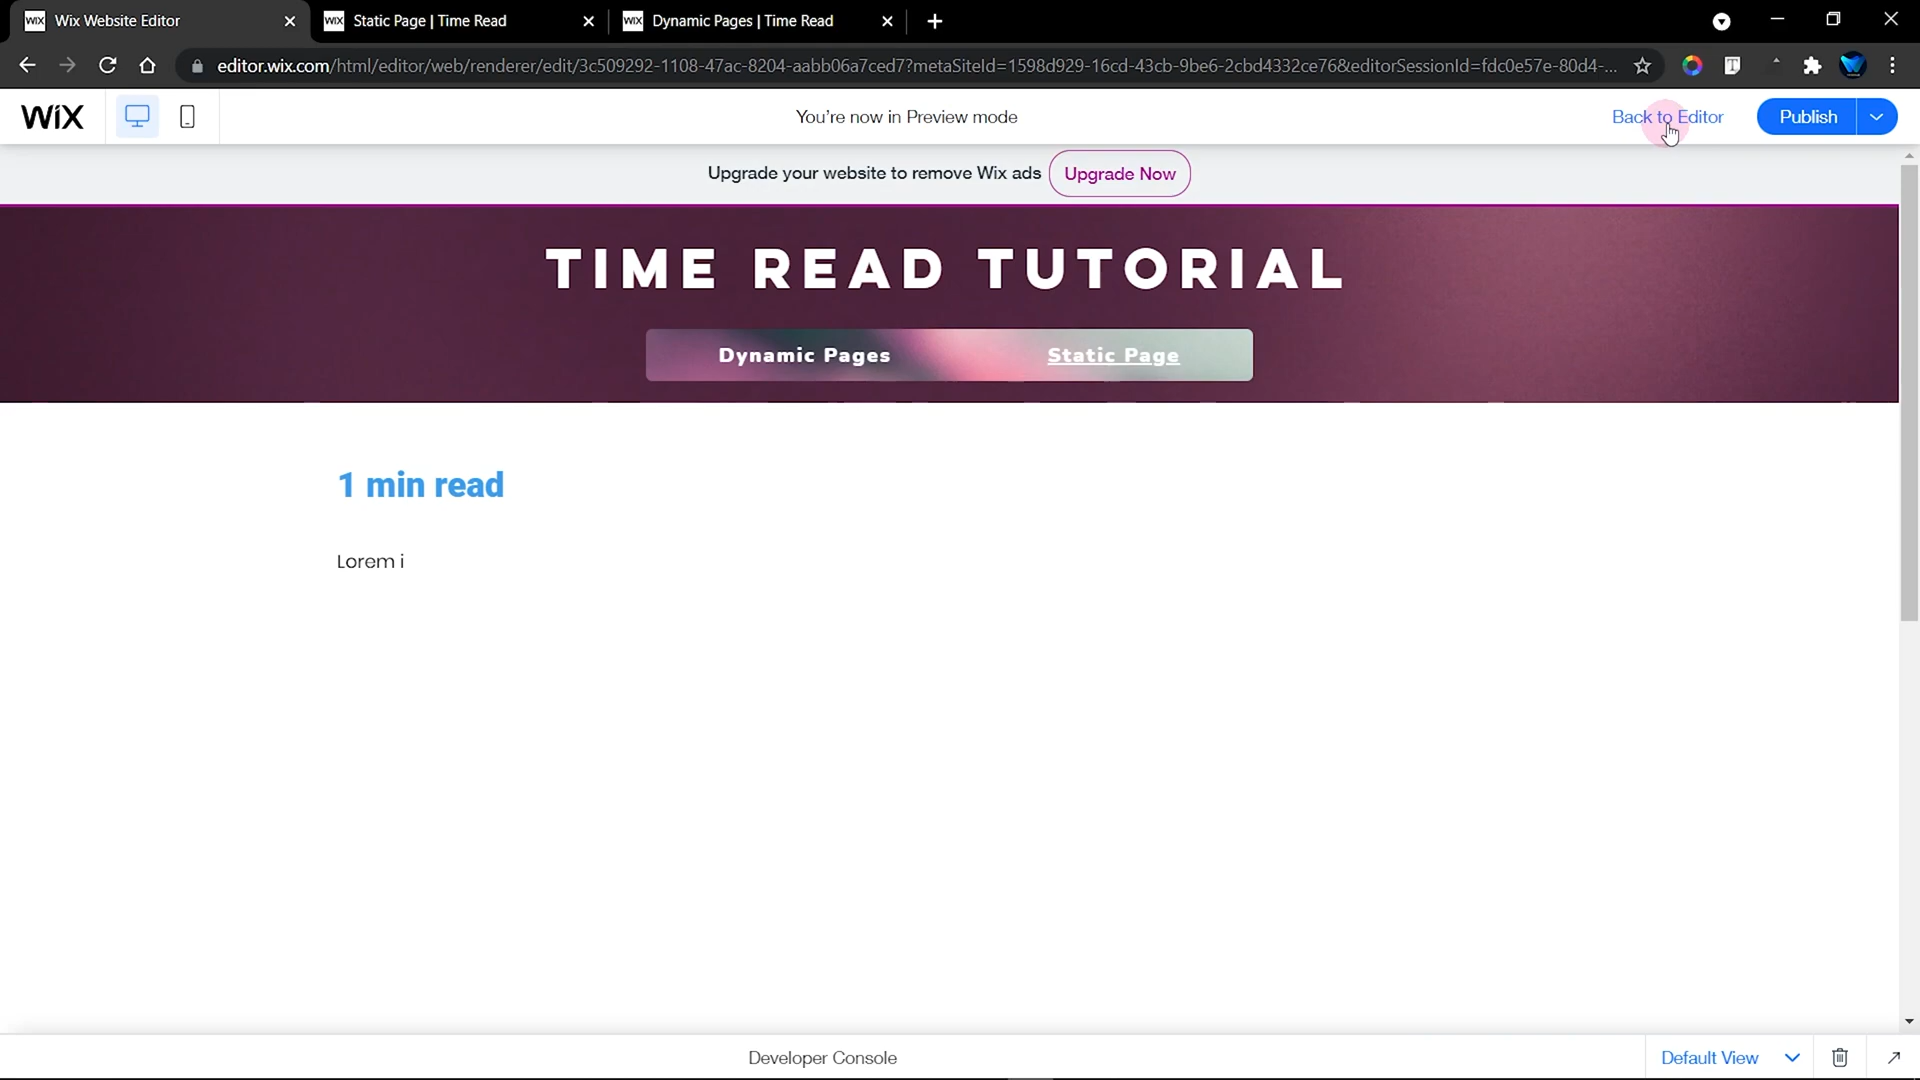 Wix Website Editor
Static Page | Time Read
Dynamic Pages | Time Read
editor.wix.com/html/editor/web/renderer/edit/3c509292-1108-47ac-8204-aabb06a7ced7?metaSiteId=1598d929-16cd-43cb-9be6-2cbd4332ce76&editorSessionId=fdc0e57e-80d4-...
WiX
You're now in Preview mode
Back to Editor
Publish
Upgrade your website to remove Wix ads
Upgrade Now
TIME READ TUTORIAL
Dynamic Pages
Static Page
1 min read
Lorem i
Developer Console
Default View